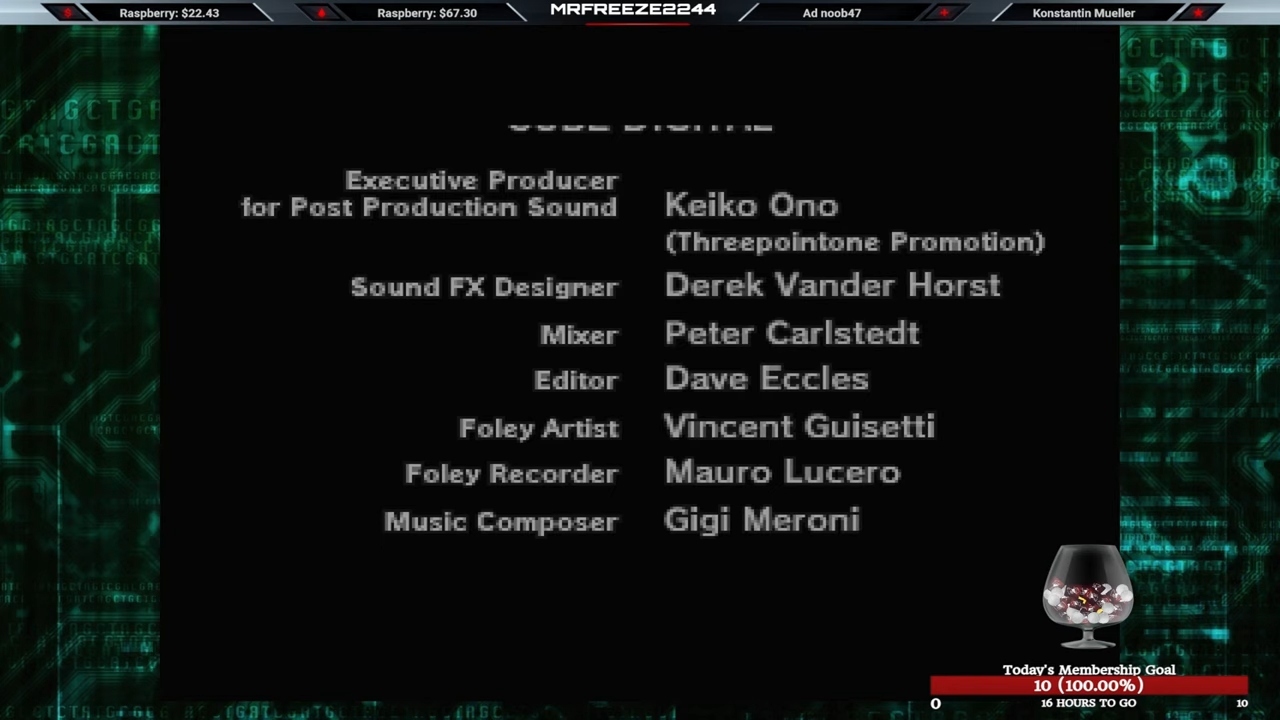 Raspberry: $22.43
Raspberry: $67.30
MRFREEZE2244
Ad noob47
Konstantin Mueller
Executive Producer
for Post Production Sound
Keiko Ono
(Threepointone Promotion)
Sound FX Designer Derek Vander Horst
Mixer Peter Carlstedt
Editor Dave Eccles
Foley Artist Vincent Guisetti
Foley Recorder Mauro Lucero
Music Composer Gigi Meroni
Today's Membership Goal
10 (100.00%)
0 16 HOURS TO GO 10